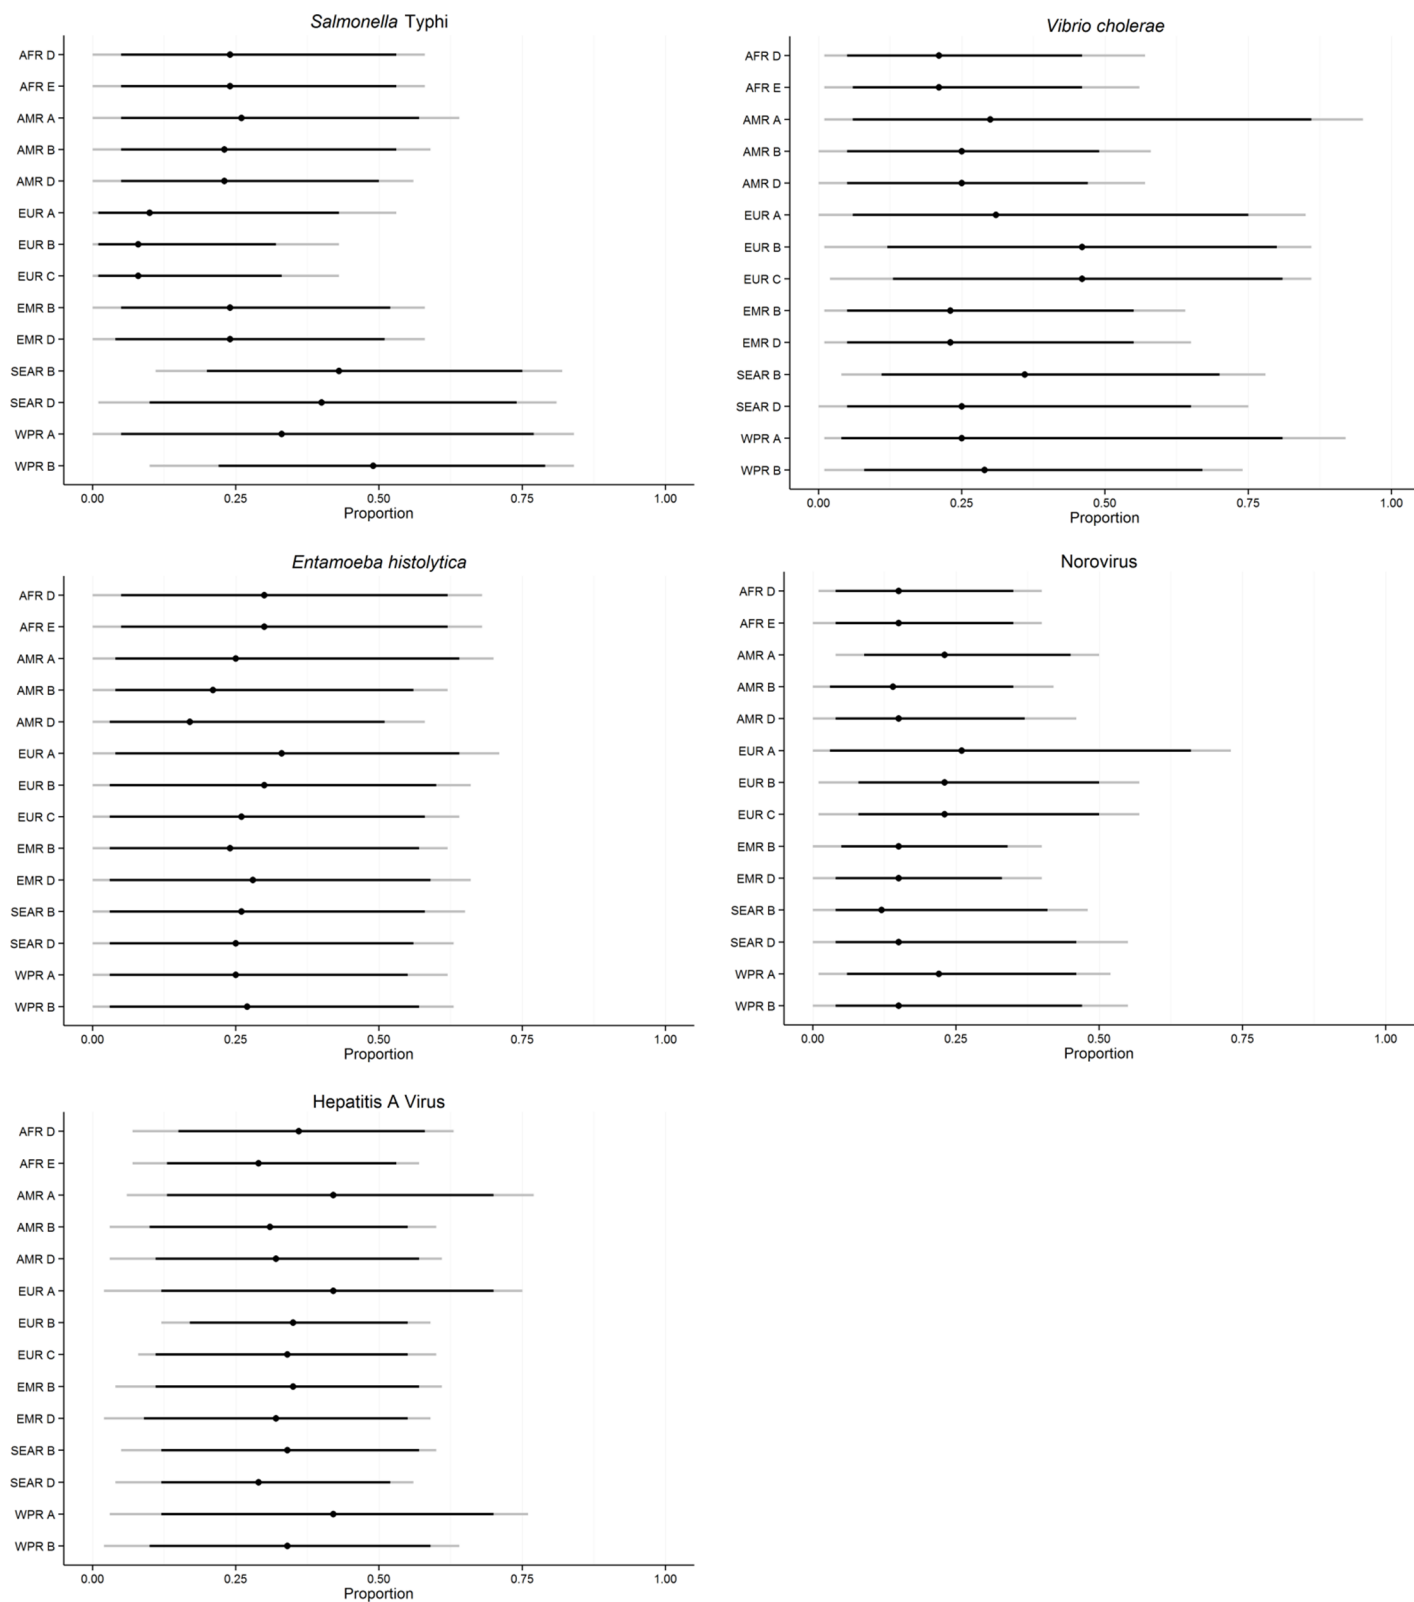 Salmonella Typhi
AFR D
AFR E
AMR A
AMR B
AMR D
EUR A
EUR B
EUR C
EMR B
EMR D
SEAR B
SEAR D
WPR A
WPR B
0.00 0.25 0.50 0.75 1.00
Proportion
Vibrio cholerae
AFR D
AFR E
AMR A
AMR B
AMR D
EUR A
EUR B
EUR C
EMR B
EMR D
SEAR B
SEAR D
WPR A
WPR B
0.00 0.25 0.50 0.75 1.00
Proportion
Entamoeba histolytica
AFR D
AFR E
AMR A
AMR B
AMR D
EUR A
EUR B
EUR C
EMR B
EMR D
SEAR B
SEAR D
WPR A
WPR B
0.00 0.25 0.50 0.75 1.00
Proportion
Norovirus
AFR D
AFR E
AMR A
AMR B
AMR D
EUR A
EUR B
EUR C
EMR B
EMR D
SEAR B
SEAR D
WPR A
WPR B
0.00 0.25 0.50 0.75 1.00
Proportion
Hepatitis A Virus
AFR D
AFR E
AMR A
AMR B
AMR D
EUR A
EUR B
EUR C
EMR B
EMR D
SEAR B
SEAR D
WPR A
WPR B
0.00 0.25 0.50 0.75 1.00
Proportion